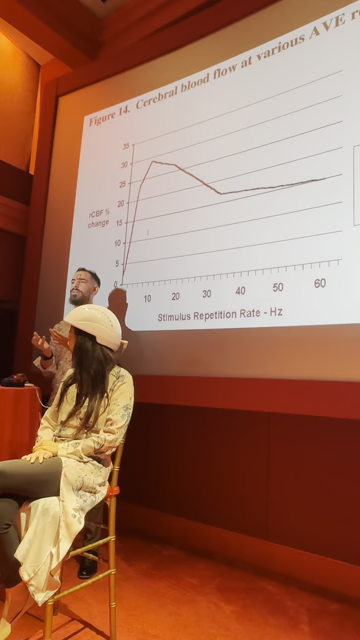 Figure 14. Cerebral blood flow at various AVE
35
30
25
20
15
10
5
0
rCBF %
change
10 20 30 40 50 60
Stimulus Repetition Rate - Hz